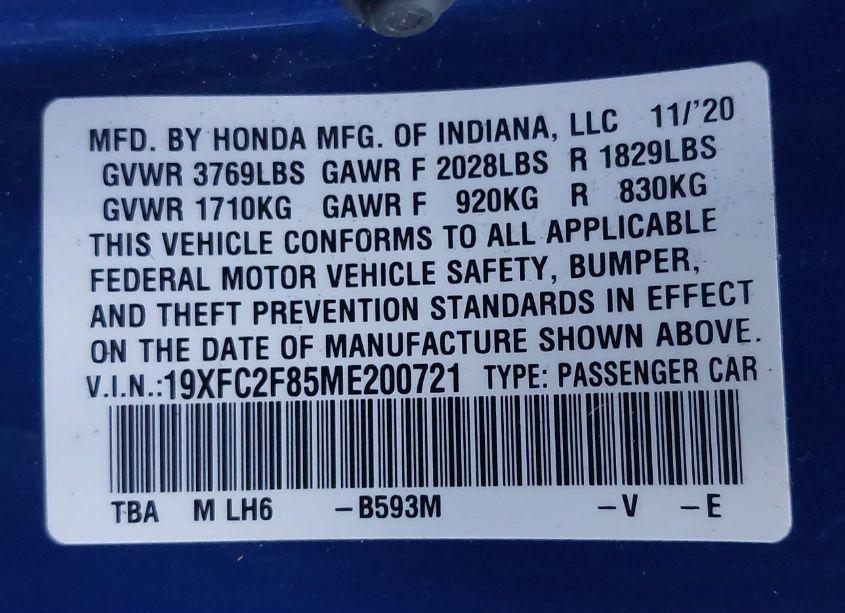 MFD. BY HONDA MFG. OF INDIANA, LLC 11/'20
GVWR 3769LBS GAWR F 2028LBS R 1829LBS
GVWR 1710KG GAWR F 920KG R 830KG
THIS VEHICLE CONFORMS TO ALL APPLICABLE
FEDERAL MOTOR VEHICLE SAFETY, BUMPER,
AND THEFT PREVENTION STANDARDS IN EFFECT
ON THE DATE OF MANUFACTURE SHOWN ABOVE.
V.I.N.:19XFC2F85ME200721 TYPE: PASSENGER CAR
TBA M LH6 –B593M –V –E